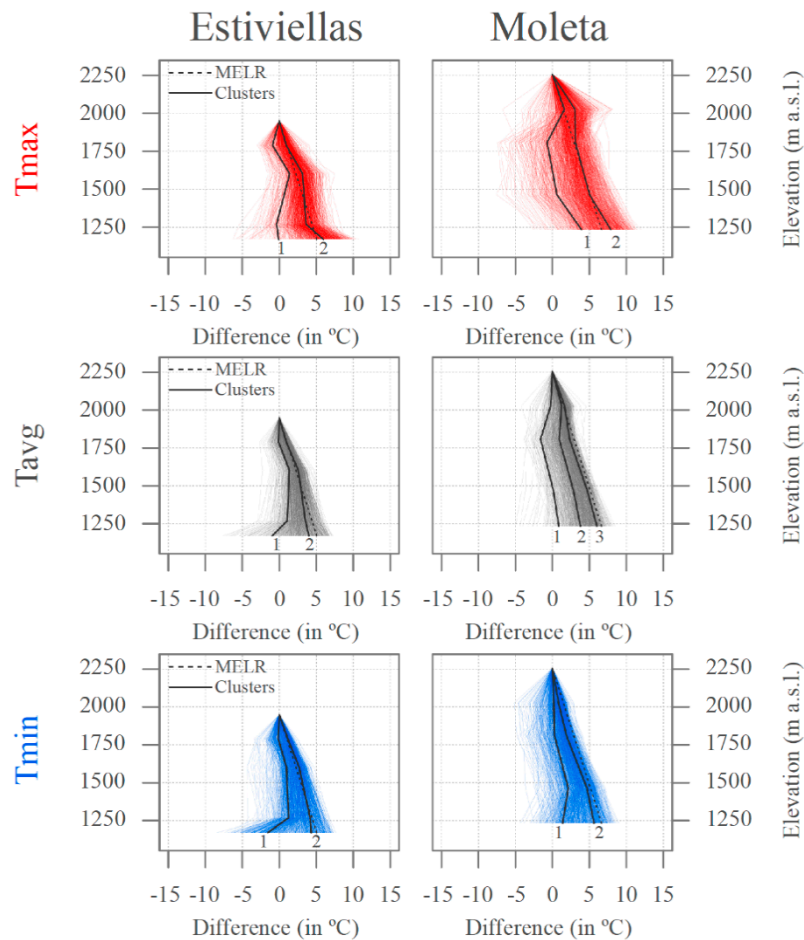 Estiviellas Moleta
Tmax
2250 2000 1750 1500 1250
MELR
Clusters
1 2
1 2
2250 2000 1750 1500 1250
Elevation (m a.s.l.)
-15 -10 -5 0 5 10 15 -15 -10 -5 0 5 10 15
Difference (in ºC) Difference (in ºC)
Tavg
2250 2000 1750 1500 1250
MELR
Clusters
1 2
1 2 3
2250 2000 1750 1500 1250
Elevation (m a.s.l.)
-15 -10 -5 0 5 10 15 -15 -10 -5 0 5 10 15
Difference (in ºC) Difference (in ºC)
Tmin
2250 2000 1750 1500 1250
MELR
Clusters
1 2
1 2
2250 2000 1750 1500 1250
Elevation (m a.s.l.)
-15 -10 -5 0 5 10 15 -15 -10 -5 0 5 10 15
Difference (in ºC) Difference (in ºC)